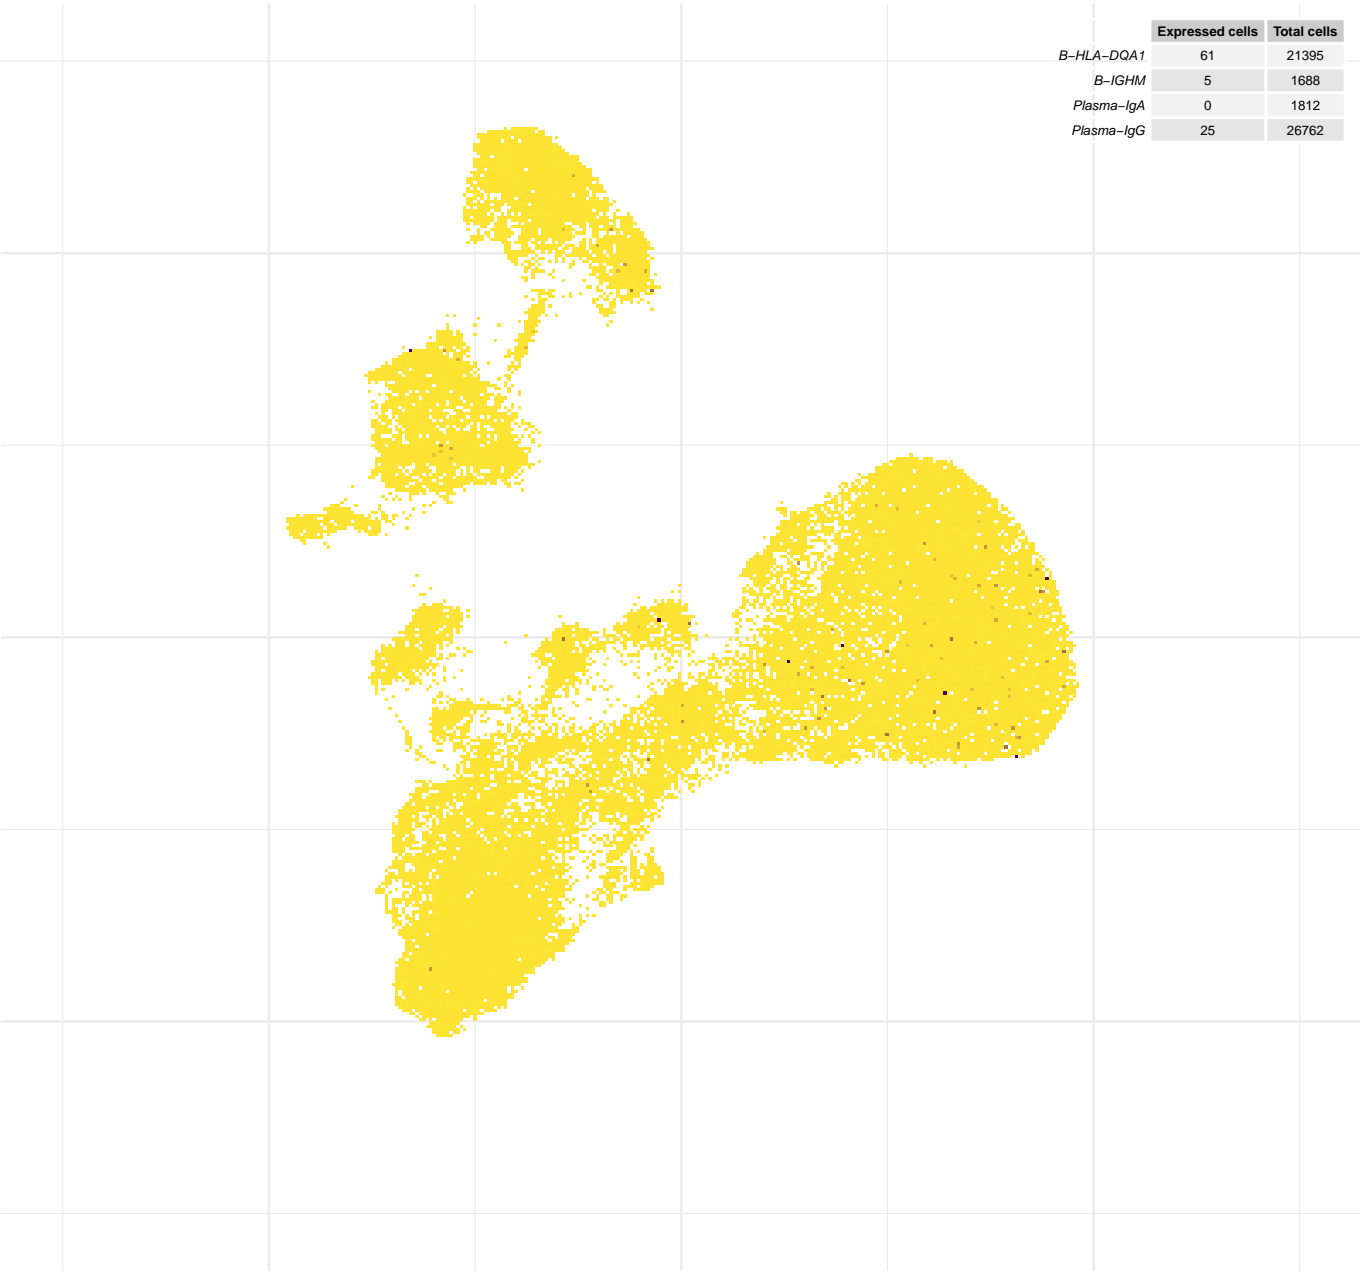 Expressed cells Total cells
B−HLA−DQA1 61 21395
B−IGHM 5 1688
Plasma−IgA 0 1812
Plasma−IgG 25 26762